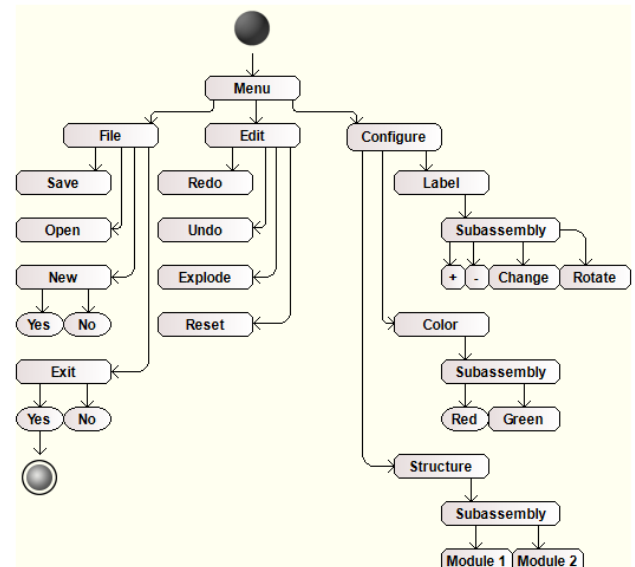 Menu
File
Edit
Configure
Save
Redo
Label
Open
Undo
Subassembly
New
Explode
+
-
Change
Rotate
Yes
No
Reset
Color
Exit
Subassembly
Yes
No
Red
Green
Structure
Subassembly
Module 1
Module 2